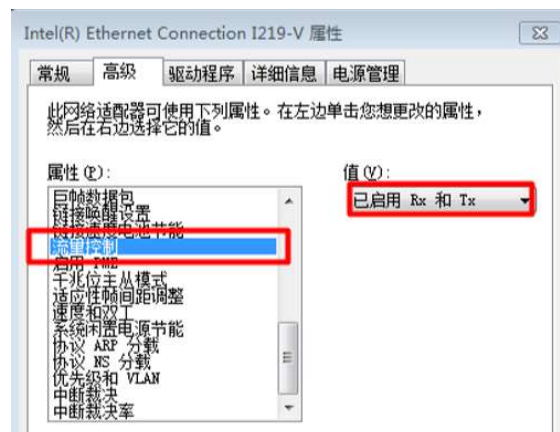 Intel(R) Ethernet Connection I219-V 属性
常规 高级 驱动程序 详细信息 电源管理
此网络适配器可使用下列属性。在左边单击您想更改的属性，
然后在右边选择它的值。
属性(P):
值(V):
巨帧数据包
链接唤醒设置
链接速度电池节能
流量控制
启用 PME
千兆位主从模式
适应性帧间距调整
速度和双工
系统闲置电源节能
协议 ARP 分载
协议 NS 分载
优先级和 VLAN
中断裁决
中断裁决率
已启用 Rx 和 Tx